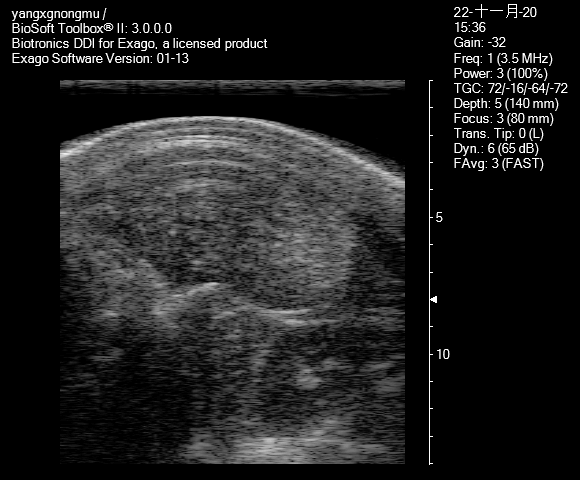 yangxgnongmu /
BioSoft Toolbox® II: 3.0.0.0
Biotronics DDI for Exago, a licensed product
Exago Software Version: 01-13
22-十一月-20
15:36
Gain: -32
Freq: 1 (3.5 MHz)
Power: 3 (100%)
TGC: 72/-16/-64/-72
Depth: 5 (140 mm)
Focus: 3 (80 mm)
Trans. Tip: 0 (L)
Dyn.: 6 (65 dB)
FAvg: 3 (FAST)
5
10